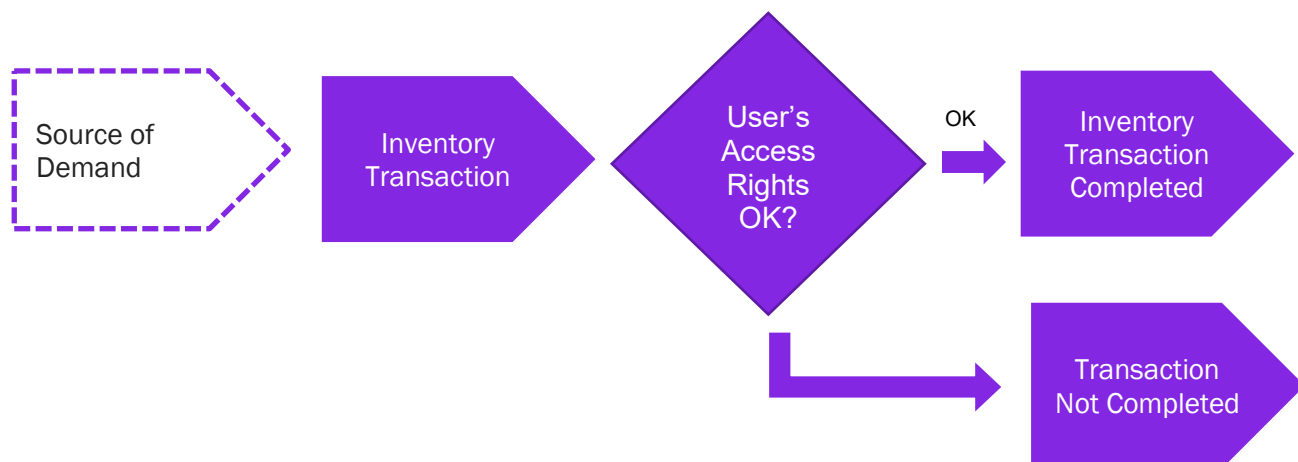 Source of
Demand
Inventory
Transaction
User's
Access
Rights
OK?
OK
Inventory
Transaction
Completed
Transaction
Not Completed